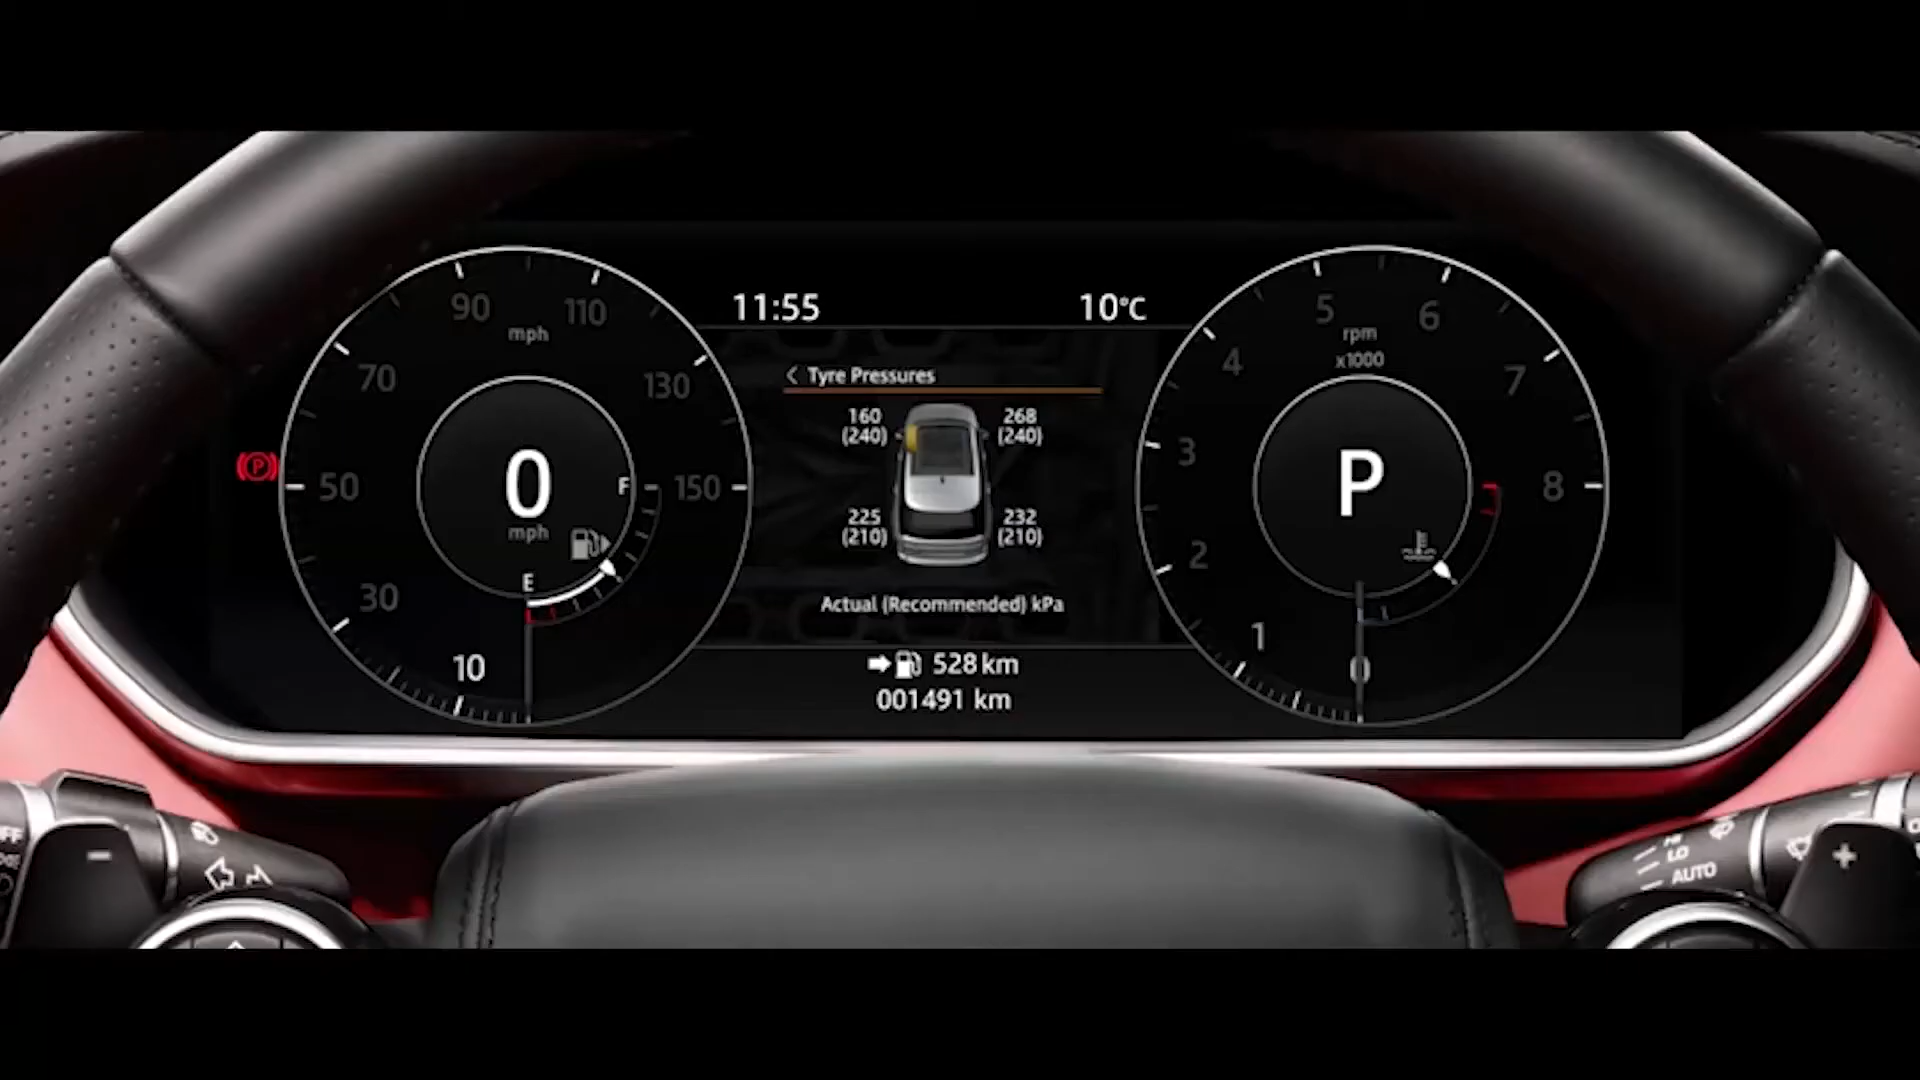 11:55 10°C
90 110
mph
70 130
50 150
30
10
0
mph
F
E
< Tyre Pressures
160 268
(240) (240)
225 232
(210) (210)
Actual (Recommended) kPa
528 km
001491 km
5 6
rpm
x1000
4 7
3 8
2
1
0
P
(P)
-
HI
LO
AUTO
+